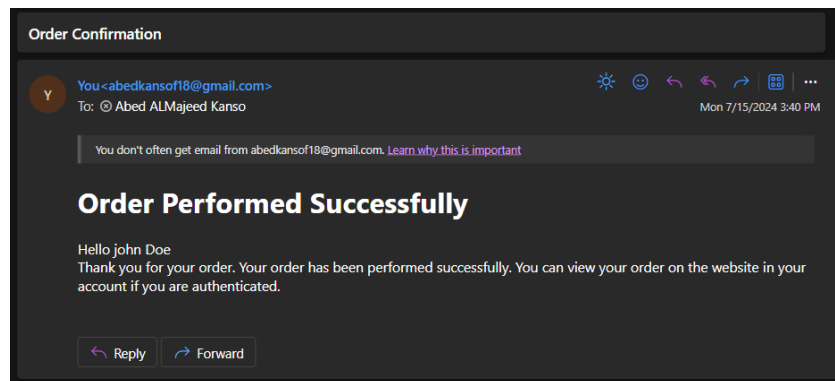 Order Confirmation
Y
You<abedkansof18@gmail.com>
To: Abed ALMajeed Kanso
Mon 7/15/2024 3:40 PM
You don't often get email from abedkansof18@gmail.com. Learn why this is important
Order Performed Successfully
Hello john Doe
Thank you for your order. Your order has been performed successfully. You can view your order on the website in your
account if you are authenticated.
Reply
Forward